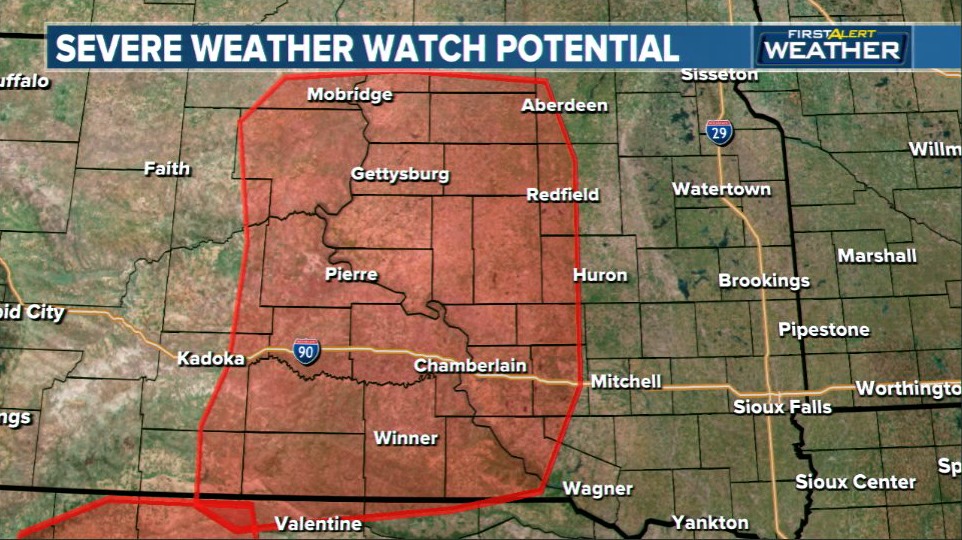 SEVERE WEATHER WATCH POTENTIAL
FIRST ALERT
WEATHER
Sisseton
uffalo
Mobridge
Aberdeen
29
Willm
Faith
Gettysburg
Redfield
Watertown
Marshall
Pierre
Huron
Brookings
pid City
Pipestone
90
Kadoka
Chamberlain
Mitchell
Worthingto
Sioux Falls
ngs
Winner
Sp
Sioux Center
Wagner
Valentine
Yankton